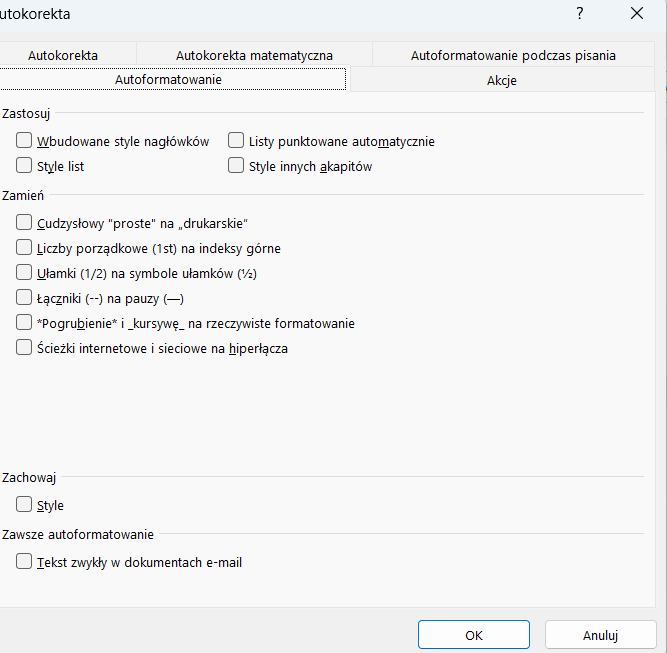 utokorekta ?
Autokorekta Autokorekta matematyczna Autoformatowanie podczas pisania
Autoformatowanie Akcje
Zastosuj
Wbudowane style nagłówków Listy punktowane automatycznie
Style list Style innych akapitów
Zamień
Cudzysłowy "proste" na „drukarskie”
Liczby porządkowe (1st) na indeksy górne
Ułamki (1/2) na symbole ułamków (½)
Łączniki (--) na pauzy (—)
*Pogrubienie* i _kursywę_ na rzeczywiste formatowanie
Ścieżki internetowe i sieciowe na hiperłącza
Zachowaj
Style
Zawsze autoformatowanie
Tekst zwykły w dokumentach e-mail
OK Anuluj